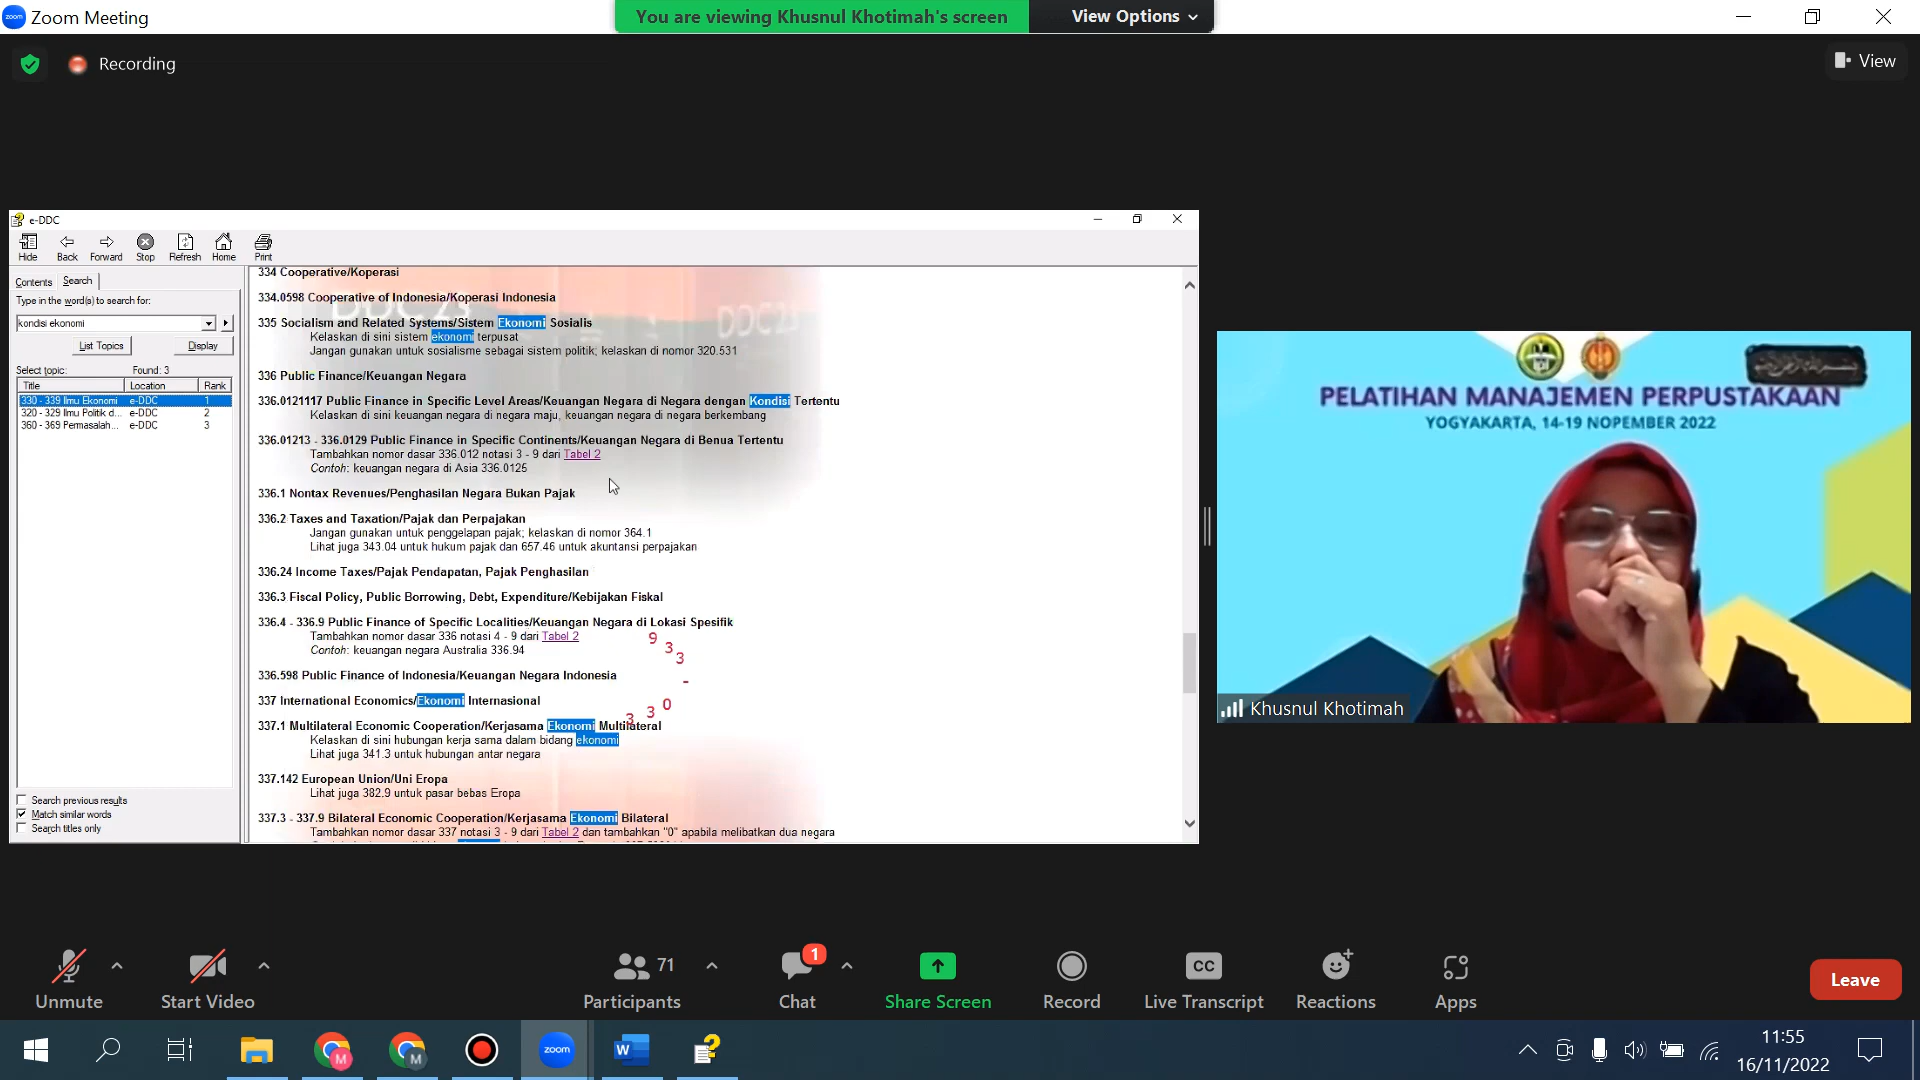 Zoom Meeting
You are viewing Khusnul Khotimah's screen
View Options
Recording
View
e-DDC
Hide Back Forward Stop Refresh Home Print
Contents Search
Type in the word(s) to search for:
kondisi ekonomi
List Topics Display
Select topic: Found: 3
Title Location Rank
330 - 339 Ilmu Ekonomi e-DDC 1
320 - 329 Ilmu Politik d... e-DDC 2
360 - 369 Permasalah... e-DDC 3
Search previous results
Match similar words
Search titles only
334 Cooperative/Koperasi
334.0598 Cooperative of Indonesia/Koperasi Indonesia
335 Socialism and Related Systems/Sistem Ekonomi Sosialis
Kelaskan di sini sistem ekonomi terpusat
Jangan gunakan untuk sosialisme sebagai sistem politik; kelaskan di nomor 320.531
336 Public Finance/Keuangan Negara
336.0121117 Public Finance in Specific Level Areas/Keuangan Negara di Negara dengan Kondisi Tertentu
Kelaskan di sini keuangan negara di negara maju, keuangan negara di negara berkembang
336.01213 - 336.0129 Public Finance in Specific Continents/Keuangan Negara di Benua Tertentu
Tambahkan nomor dasar 336.012 notasi 3 - 9 dari Tabel 2
Contoh: keuangan negara di Asia 336.0125
336.1 Nontax Revenues/Penghasilan Negara Bukan Pajak
336.2 Taxes and Taxation/Pajak dan Perpajakan
Jangan gunakan untuk penggelapan pajak; kelaskan di nomor 364.1
Lihat juga 343.04 untuk hukum pajak dan 657.46 untuk akuntansi perpajakan
336.24 Income Taxes/Pajak Pendapatan, Pajak Penghasilan
336.3 Fiscal Policy, Public Borrowing, Debt, Expenditure/Kebijakan Fiskal
336.4 - 336.9 Public Finance of Specific Localities/Keuangan Negara di Lokasi Spesifik
Tambahkan nomor dasar 336 notasi 4 - 9 dari Tabel 2
Contoh: keuangan negara Australia 336.94
336.598 Public Finance of Indonesia/Keuangan Negara Indonesia
337 International Economics/Ekonomi Internasional
337.1 Multilateral Economic Cooperation/Kerjasama Ekonomi Multilateral
Kelaskan di sini hubungan kerja sama dalam bidang ekonomi
Lihat juga 341.3 untuk hubungan antar negara
337.142 European Union/Uni Eropa
Lihat juga 382.9 untuk pasar bebas Eropa
337.3 - 337.9 Bilateral Economic Cooperation/Kerjasama Ekonomi Bilateral
Tambahkan nomor dasar 337 notasi 3 - 9 dari Tabel 2 dan tambahkan "0" apabila melibatkan dua negara
DDC 23
DDC23
9 3 3 - 0 3 3
PELATIHAN MANAJEMEN PERPUSTAKAAN
YOGYAKARTA, 14-19 NOPEMBER 2022
Khusnul Khotimah
Unmute
Start Video
71
Participants
1
Chat
Share Screen
Record
CC
Live Transcript
Reactions
Apps
Leave
zoom
11:55
16/11/2022